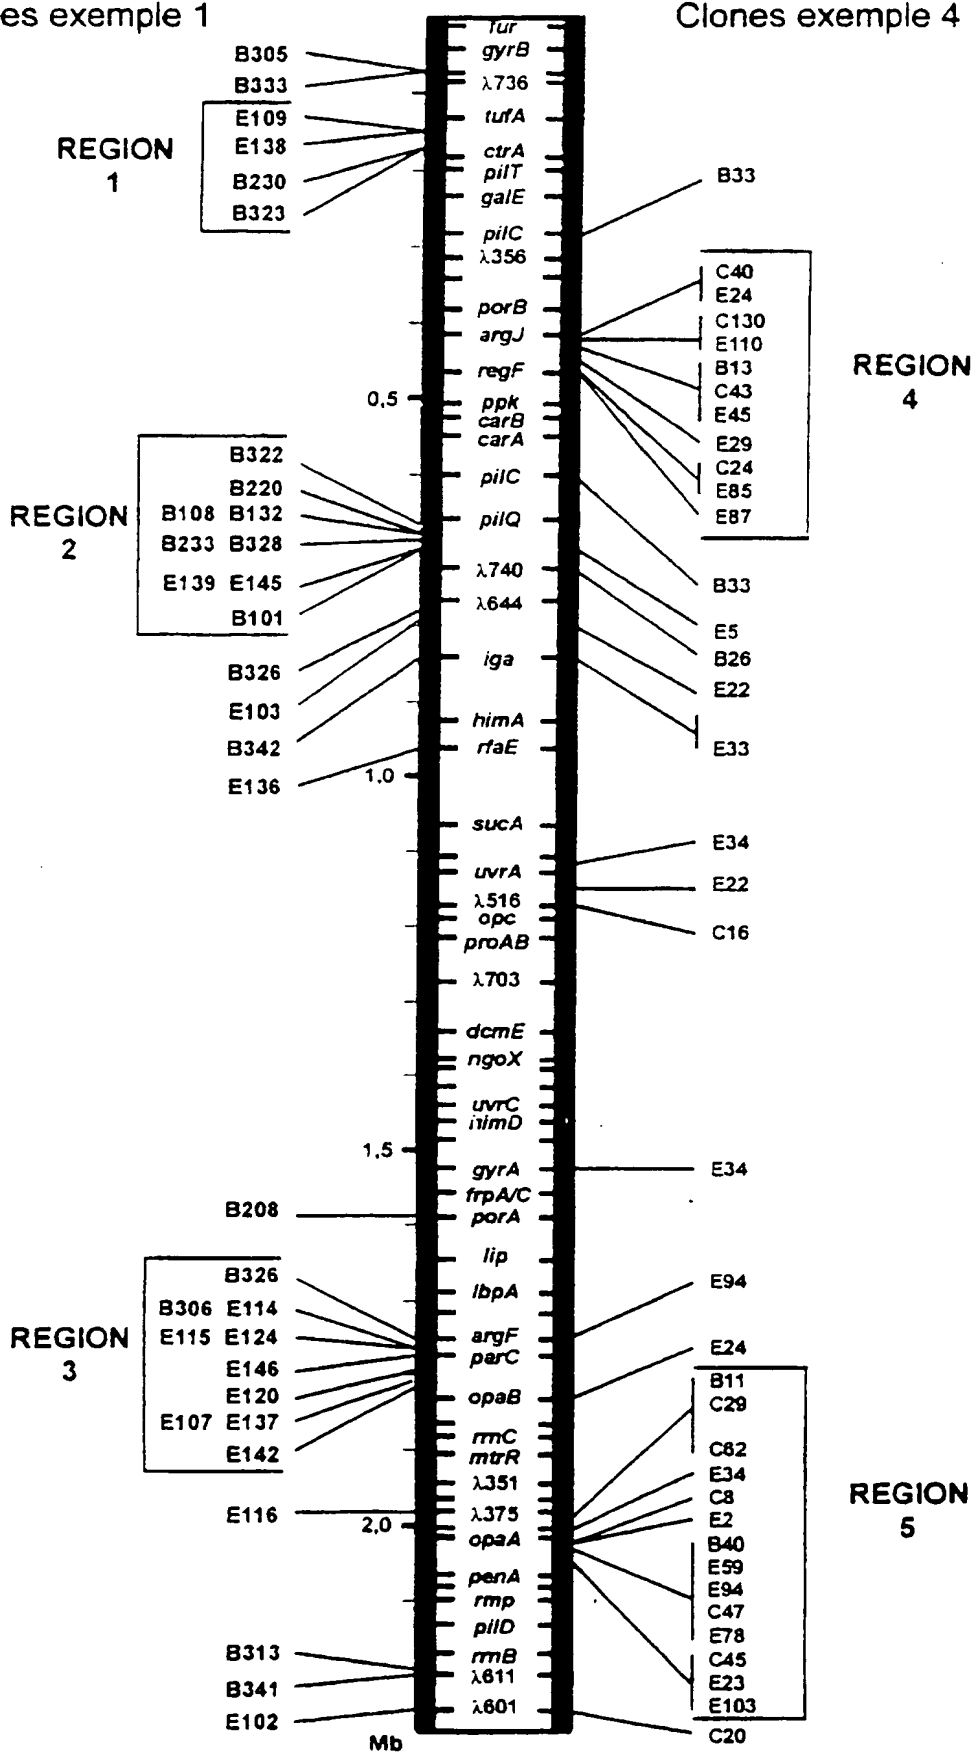 es exemple 1
Clones exemple 4
fur
gyrB
λ736
tufA
ctrA
pilT
galE
pilC
λ356
porB
argJ
regF
ppk
carB
carA
pilC
pilQ
λ740
λ644
iga
himA
rfaE
sucA
uvrA
λ516
opc
proAB
λ703
dcmE
ngoX
uvrC
himD
gyrA
frpA/C
porA
lip
lbpA
argF
parC
opaB
rrnC
mtrR
λ351
λ375
opaA
penA
rmp
pilD
rrnB
λ611
λ601
0,5
1,0
1,5
2,0
Mb
B305
B333
REGION
1
E109
E138
B230
B323
REGION
2
B322
B220
B108 B132
B233 B328
E139 E145
B101
B326
E103
B342
E136
B208
REGION
3
B326
B306 E114
E115 E124
E146
E120
E107 E137
E142
E116
B313
B341
E102
B33
C40
E24
C130
E110
B13
C43
E45
E29
C24
E85
E87
REGION
4
B33
E5
B26
E22
E33
E34
E22
C16
E34
E94
E24
B11
C29
C62
E34
C8
E2
B40
E59
E94
C47
E78
C45
E23
E103
REGION
5
C20